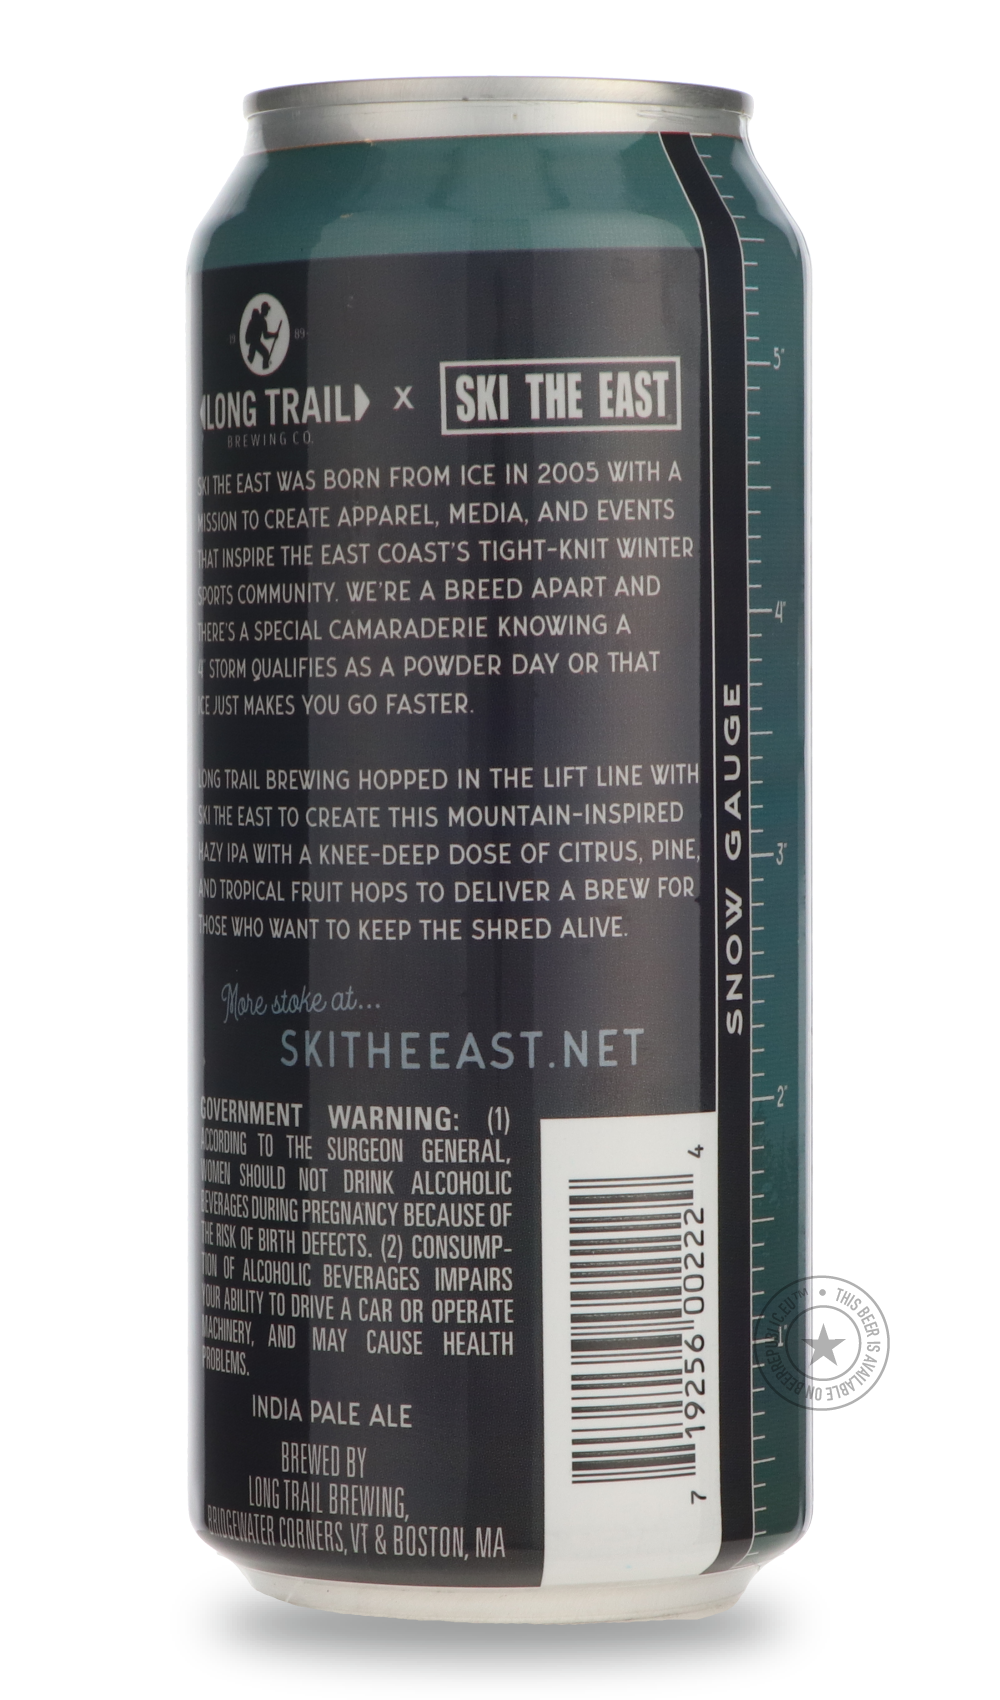 19 89
LONG TRAIL X SKI THE EAST
BREWING CO.
SKI THE EAST WAS BORN FROM ICE IN 2005 WITH A
MISSION TO CREATE APPAREL, MEDIA, AND EVENTS
THAT INSPIRE THE EAST COAST'S TIGHT-KNIT WINTER
SPORTS COMMUNITY. WE'RE A BREED APART AND
THERE'S A SPECIAL CAMARADERIE KNOWING A
4" STORM QUALIFIES AS A POWDER DAY OR THAT
ICE JUST MAKES YOU GO FASTER.
LONG TRAIL BREWING HOPPED IN THE LIFT LINE WITH
SKI THE EAST TO CREATE THIS MOUNTAIN-INSPIRED
HAZY IPA WITH A KNEE-DEEP DOSE OF CITRUS, PINE,
AND TROPICAL FRUIT HOPS TO DELIVER A BREW FOR
THOSE WHO WANT TO KEEP THE SHRED ALIVE.
More stoke at...
SKITHEEAST.NET
GOVERNMENT WARNING: (1)
ACCORDING TO THE SURGEON GENERAL,
WOMEN SHOULD NOT DRINK ALCOHOLIC
BEVERAGES DURING PREGNANCY BECAUSE OF
THE RISK OF BIRTH DEFECTS. (2) CONSUMP-
TION OF ALCOHOLIC BEVERAGES IMPAIRS
YOUR ABILITY TO DRIVE A CAR OR OPERATE
MACHINERY, AND MAY CAUSE HEALTH
PROBLEMS.
INDIA PALE ALE
BREWED BY
LONG TRAIL BREWING,
BRIDGEWATER CORNERS, VT & BOSTON, MA
7 19256 00222 4
SNOW GAUGE
5"
4"
3"
2"
1"
THIS BEER IS AVAILABLE ON BEERREPUBLIC.EU™